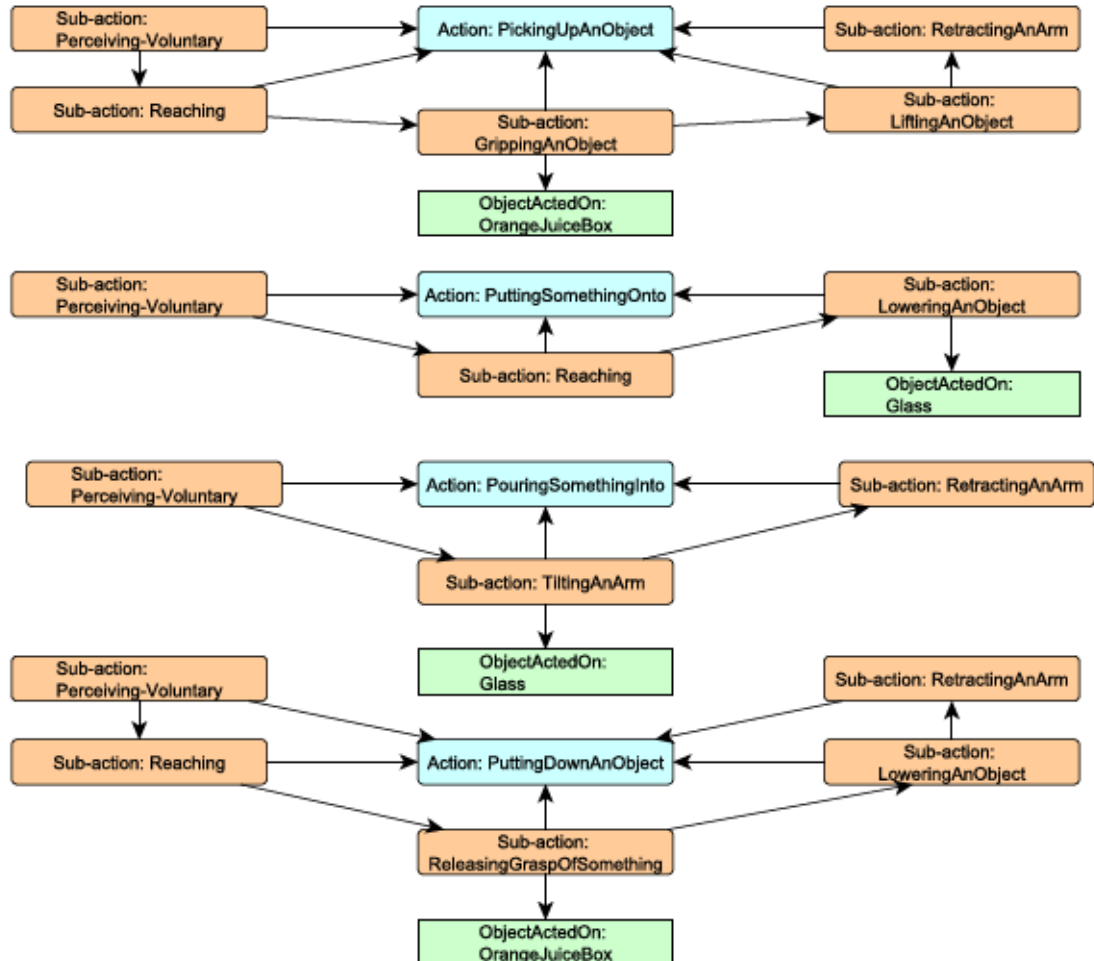 Sub-action:
Perceiving-Voluntary
Action: PickingUpAnObject
Sub-action: RetractingAnArm
Sub-action: Reaching
Sub-action:
GrippingAnObject
Sub-action:
LiftingAnObject
ObjectActedOn:
OrangeJuiceBox
Sub-action:
Perceiving-Voluntary
Action: PuttingSomethingOnto
Sub-action:
LoweringAnObject
Sub-action: Reaching
ObjectActedOn:
Glass
Sub-action:
Perceiving-Voluntary
Action: PouringSomethingInto
Sub-action: RetractingAnArm
Sub-action: TiltingAnArm
ObjectActedOn:
Glass
Sub-action:
Perceiving-Voluntary
Sub-action: RetractingAnArm
Sub-action: Reaching
Action: PuttingDownAnObject
Sub-action:
LoweringAnObject
Sub-action:
ReleasingGraspOfSomething
ObjectActedOn:
OrangeJuiceBox